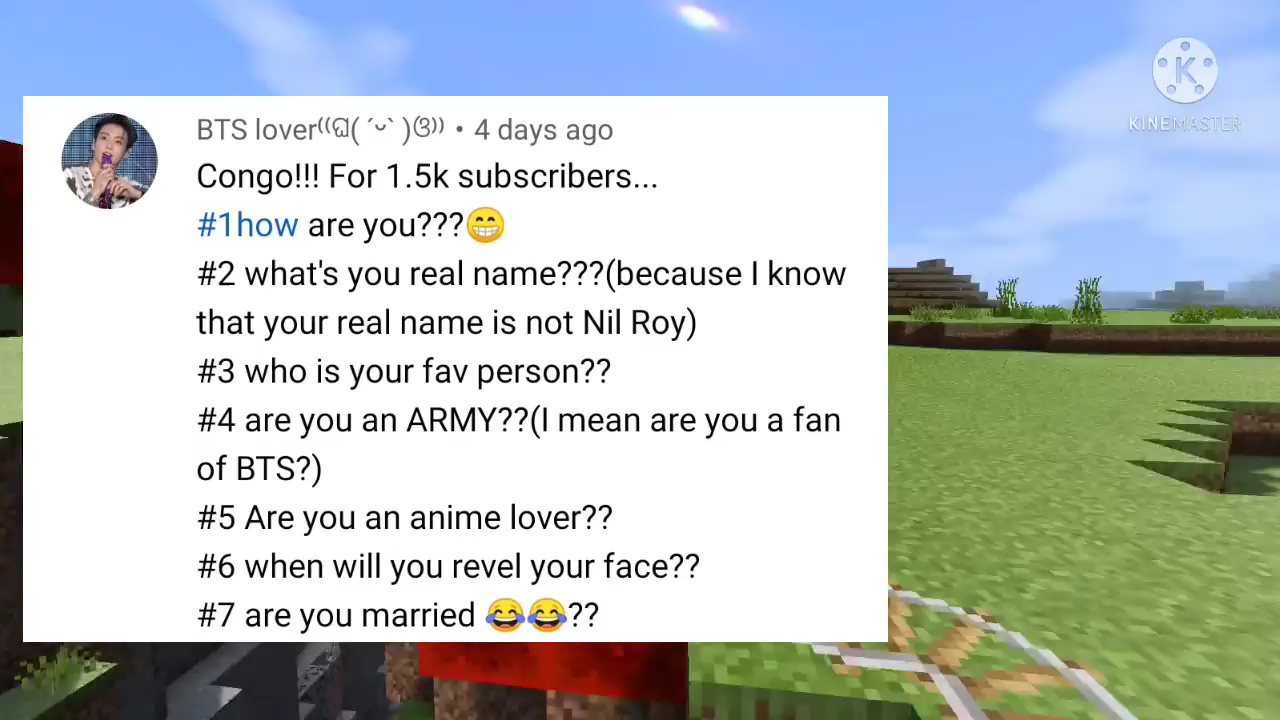 BTS lover⁽⁽ଘ( ˊᵕˋ )ଓ⁾⁾ • 4 days ago
Congo!!! For 1.5k subscribers...
#1how are you???😁
#2 what's you real name???(because I know
that your real name is not Nil Roy)
#3 who is your fav person??
#4 are you an ARMY??(I mean are you a fan
of BTS?)
#5 Are you an anime lover??
#6 when will you revel your face??
#7 are you married 😂😂??
K
KINEMASTER